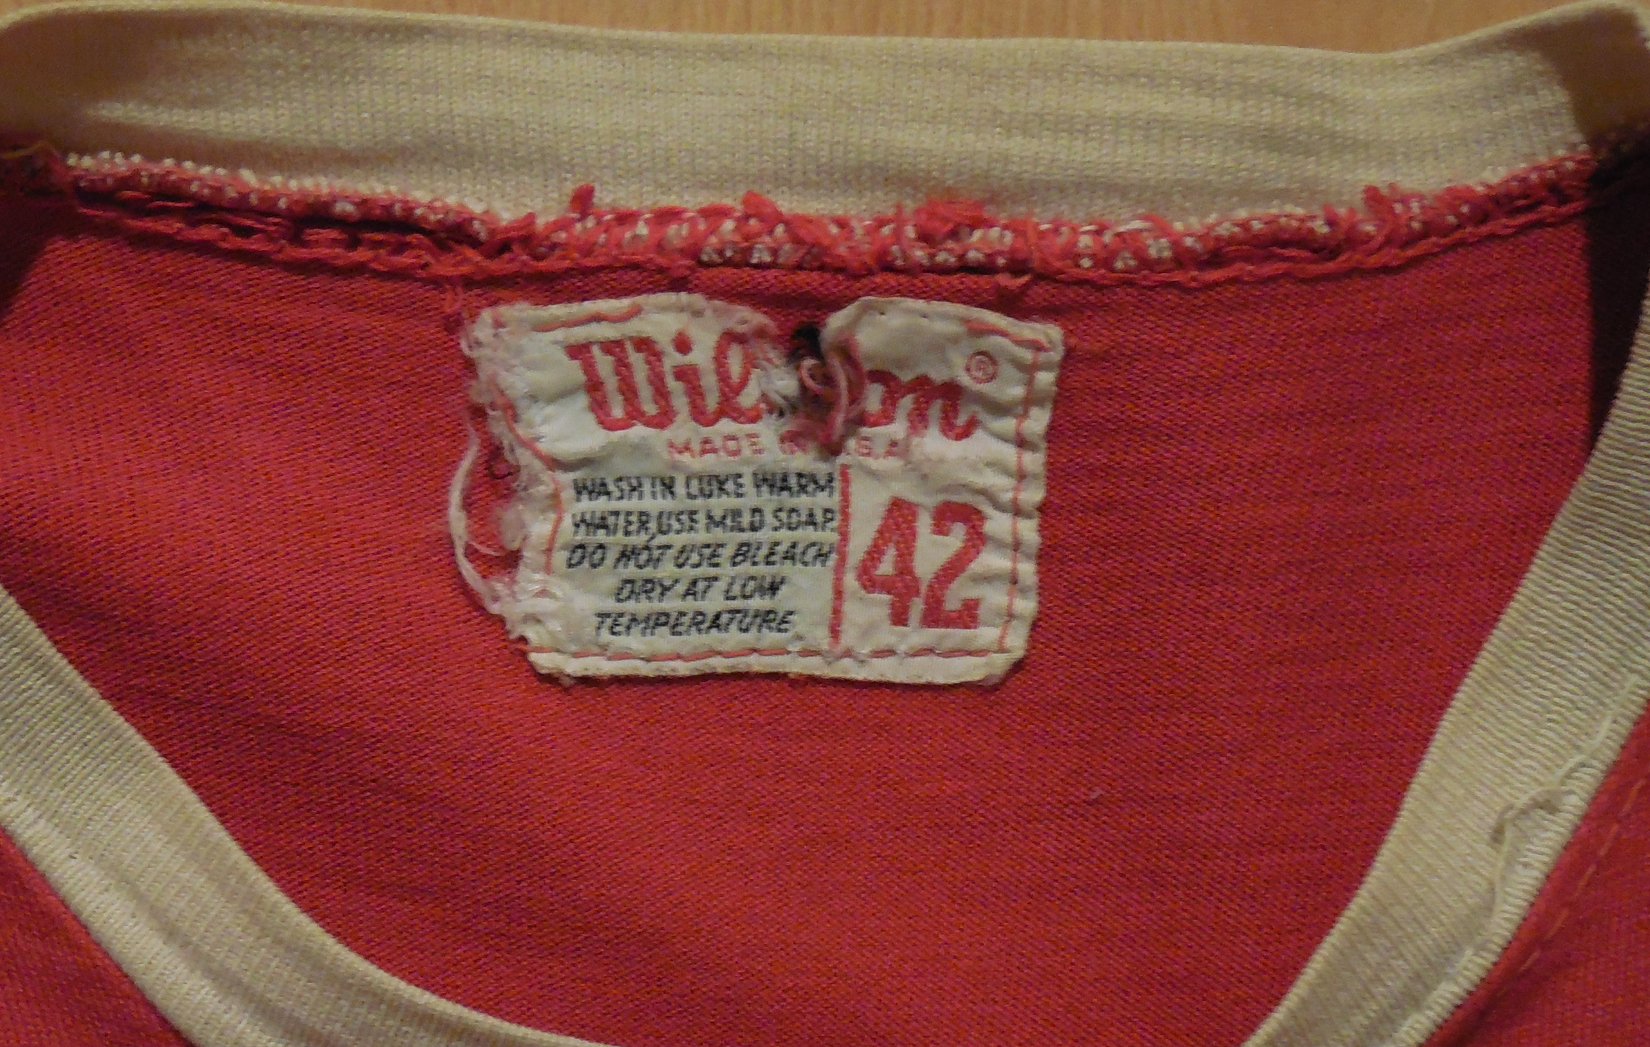 Wilson®
MADE IN U.S.A.
WASH IN LUKE WARM
WATER, USE MILD SOAP.
DO NOT USE BLEACH
DRY AT LOW
TEMPERATURE
42